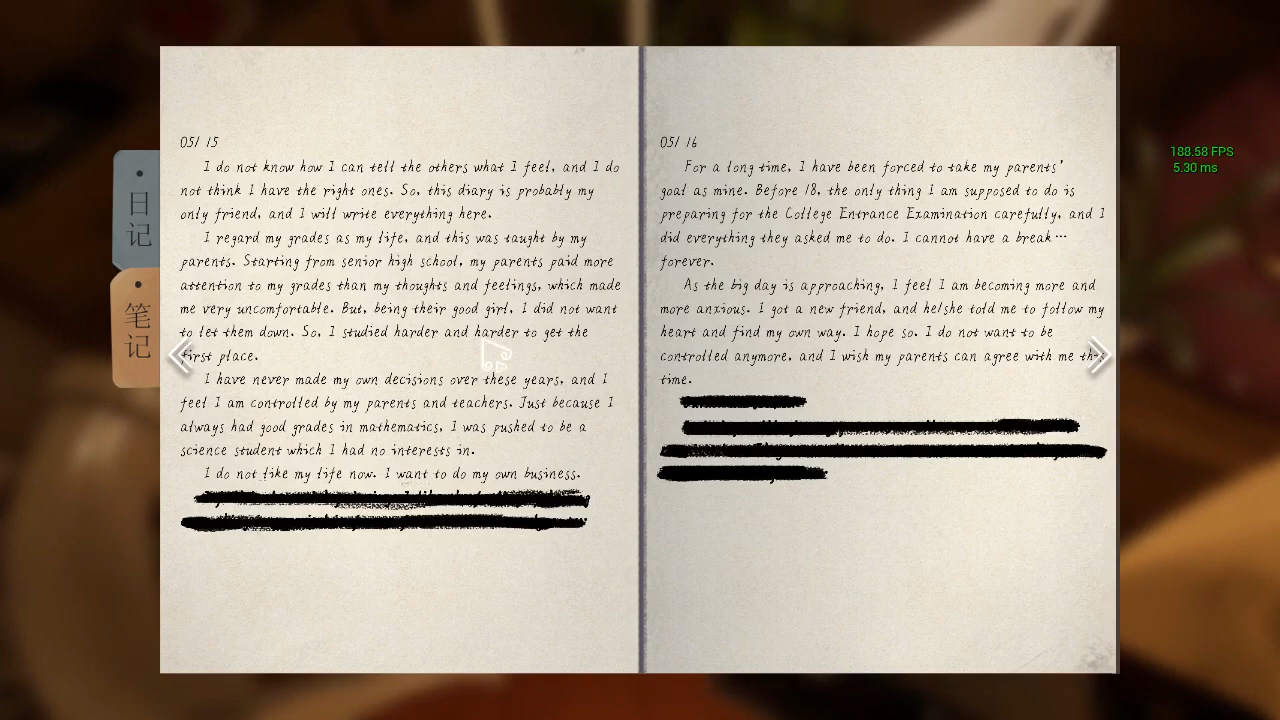 05/ 15
I do not know how I can tell the others what I feel, and I do
not think I have the right ones. So, this diary is probably my
only friend, and I will write everything here.
I regard my grades as my life, and this was taught by my
parents. Starting from senior high school, my parents paid more
attention to my grades than my thoughts and feelings, which made
me very uncomfortable. But, being their good girl, I did not want
to let them down. So, I studied harder and harder to get the
first place.
I have never made my own decisions over these years, and I
feel I am controlled by my parents and teachers. Just because I
always had good grades in mathematics, I was pushed to be a
science student which I had no interests in.
I do not like my life now. I want to do my own business.
05/ 16
For a long time, I have been forced to take my parents'
goal as mine. Before 18, the only thing I am supposed to do is
preparing for the College Entrance Examination carefully, and I
did everything they asked me to do. I cannot have a break…
forever.
As the big day is approaching, I feel I am becoming more and
more anxious. I got a new friend, and he/she told me to follow my
heart and find my own way. I hope so. I do not want to be
controlled anymore, and I wish my parents can agree with me this
time.
日记
笔记
188.58 FPS
5.30 ms